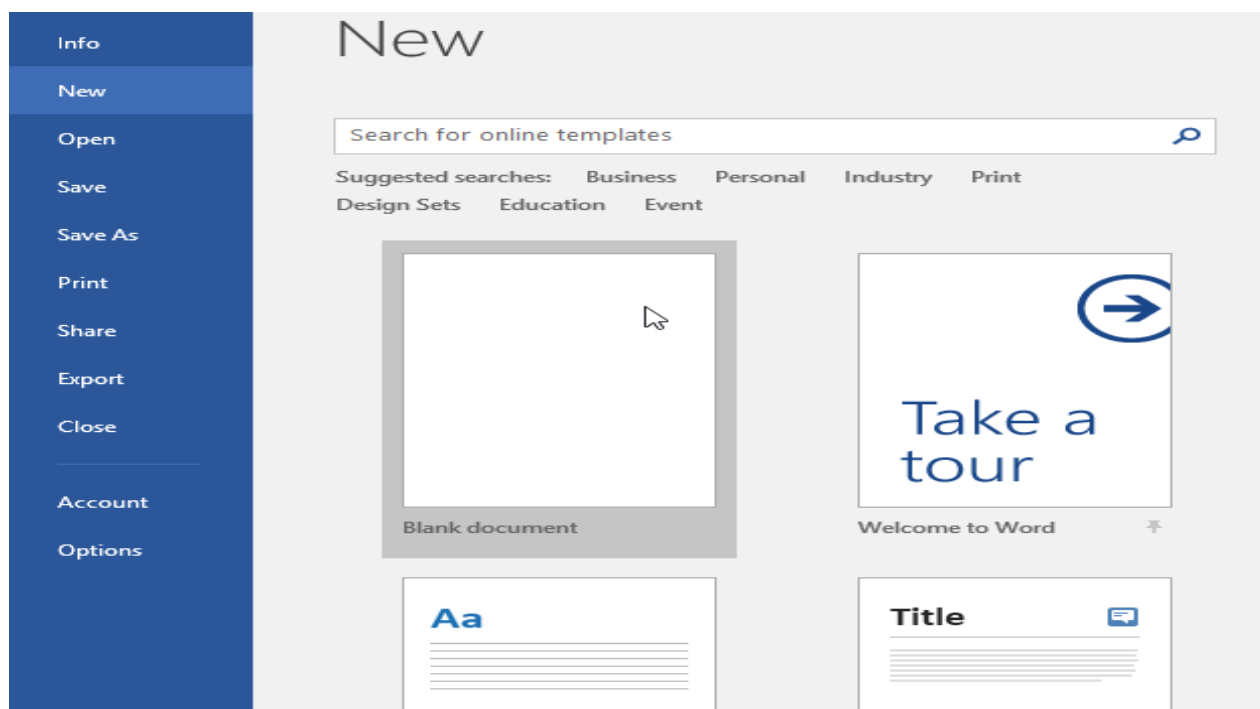 Info
New
Open
Save
Save As
Print
Share
Export
Close
Account
Options
New
Search for online templates
Suggested searches: Business Personal Industry Print
Design Sets Education Event
Take a
tour
Blank document
Welcome to Word
Aa
Title